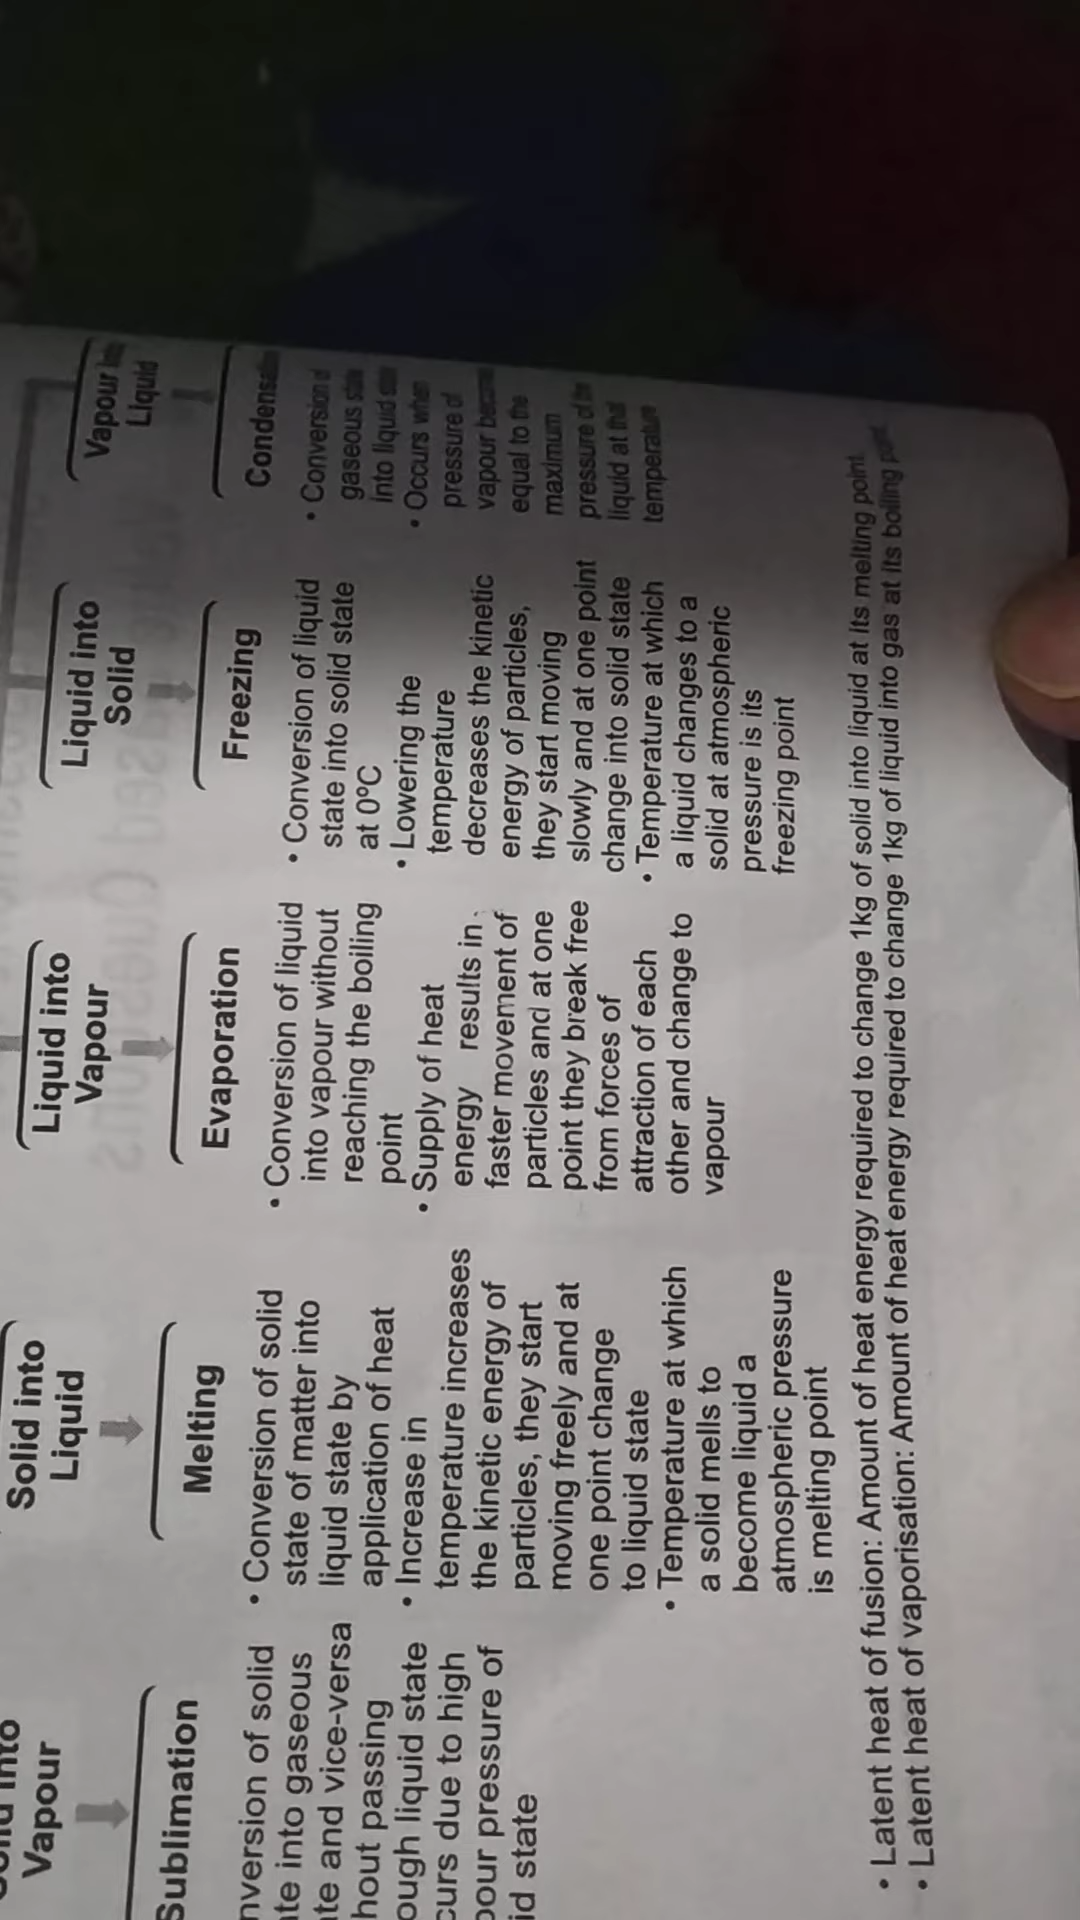 Vapour
Sublimation
nversion of solid
te into gaseous
te and vice-versa
hout passing
ough liquid state
curs due to high
pour pressure of
id state
Solid into
Liquid
Melting
• Conversion of solid
state of matter into
liquid state by
application of heat
• Increase in
temperature increases
the kinetic energy of
particles, they start
moving freely and at
one point change
to liquid state
• Temperature at which
a solid mells to
become liquid a
atmospheric pressure
is melting point
Liquid into
Vapour
Evaporation
• Conversion of liquid
into vapour without
reaching the boiling
point
• Supply of heat
energy results in
faster movement of
particles and at one
point they break free
from forces of
attraction of each
other and change to
vapour
Liquid into
Solid
Freezing
• Conversion of liquid
state into solid state
at 0°C
• Lowering the
temperature
decreases the kinetic
energy of particles,
they start moving
slowly and at one point
change into solid state
• Temperature at which
a liquid changes to a
solid at atmospheric
pressure is its
freezing point
Vapour into
Liquid
Condensation
• Conversion of
gaseous state
into liquid state
• Occurs when
pressure of
vapour become
equal to the
maximum
pressure of the
liquid at that
temperature
• Latent heat of fusion: Amount of heat energy required to change 1kg of solid into liquid at its melting point.
• Latent heat of vaporisation: Amount of heat energy required to change 1kg of liquid into gas at its boiling point.